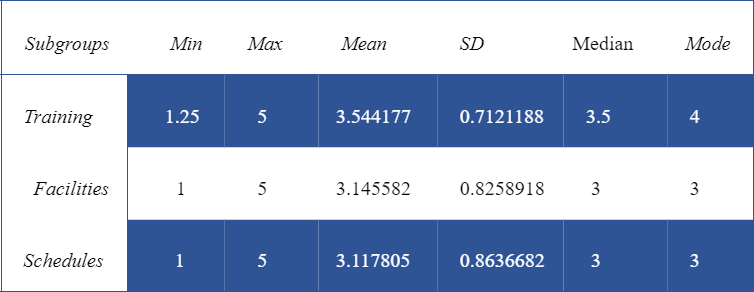 Subgroups Min Max Mean SD Median Mode
Training 1.25 5 3.544177 0.7121188 3.5 4
Facilities 1 5 3.145582 0.8258918 3 3
Schedules 1 5 3.117805 0.8636682 3 3